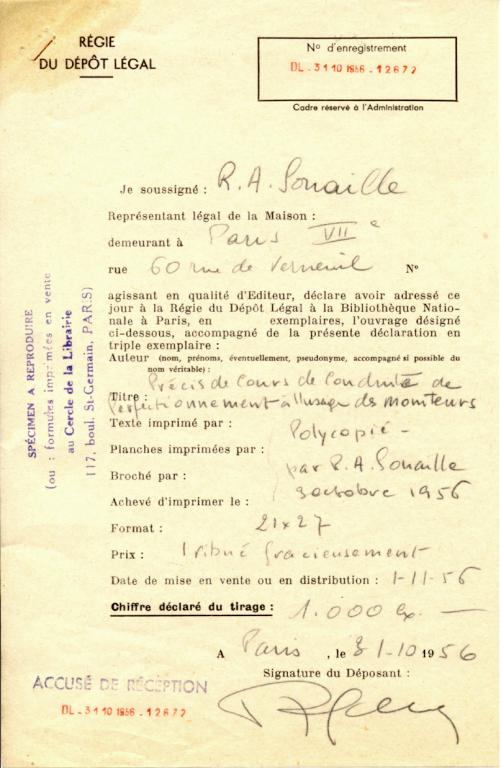 RÉGIE
DU DÉPÔT LÉGAL
No d'enregistrement
DL - 31 10 1956 - 12672
Cadre réservé à l'Administration
Je soussigné : R. A. Souaille
Représentant légal de la Maison :
demeurant à Paris VIIe
rue 60 rue de Verneuil No
agissant en qualité d'Editeur, déclare avoir adressé ce
jour à la Régie du Dépôt Légal à la Bibliothèque Natio-
nale à Paris, en exemplaires, l'ouvrage désigné
ci-dessous, accompagné de la présente déclaration en
triple exemplaire :
Auteur (nom, prénoms, éventuellement, pseudonyme, accompagné si possible du
nom véritable) :
Précis de Cours de Conduite de
Titre : Perfectionnement à l'usage des moniteurs
Texte imprimé par : Polycopié -
Planches imprimées par :
par R. A. Souaille
Broché par :
Achevé d'imprimer le : 30 octobre 1956
Format : 21 x 27
Prix : gracieusement
Date de mise en vente ou en distribution : 1-11-56
Chiffre déclaré du tirage : 1.000 ex. —
A Paris, le 31-10 1956
Signature du Déposant :
ACCUSÉ DE RÉCEPTION
DL - 31 10 1956 - 12672
SPÉCIMEN A REPRODUIRE
(ou : formules imprimées en vente
au Cercle de la Librairie
117, boul. St-Germain, PARIS)